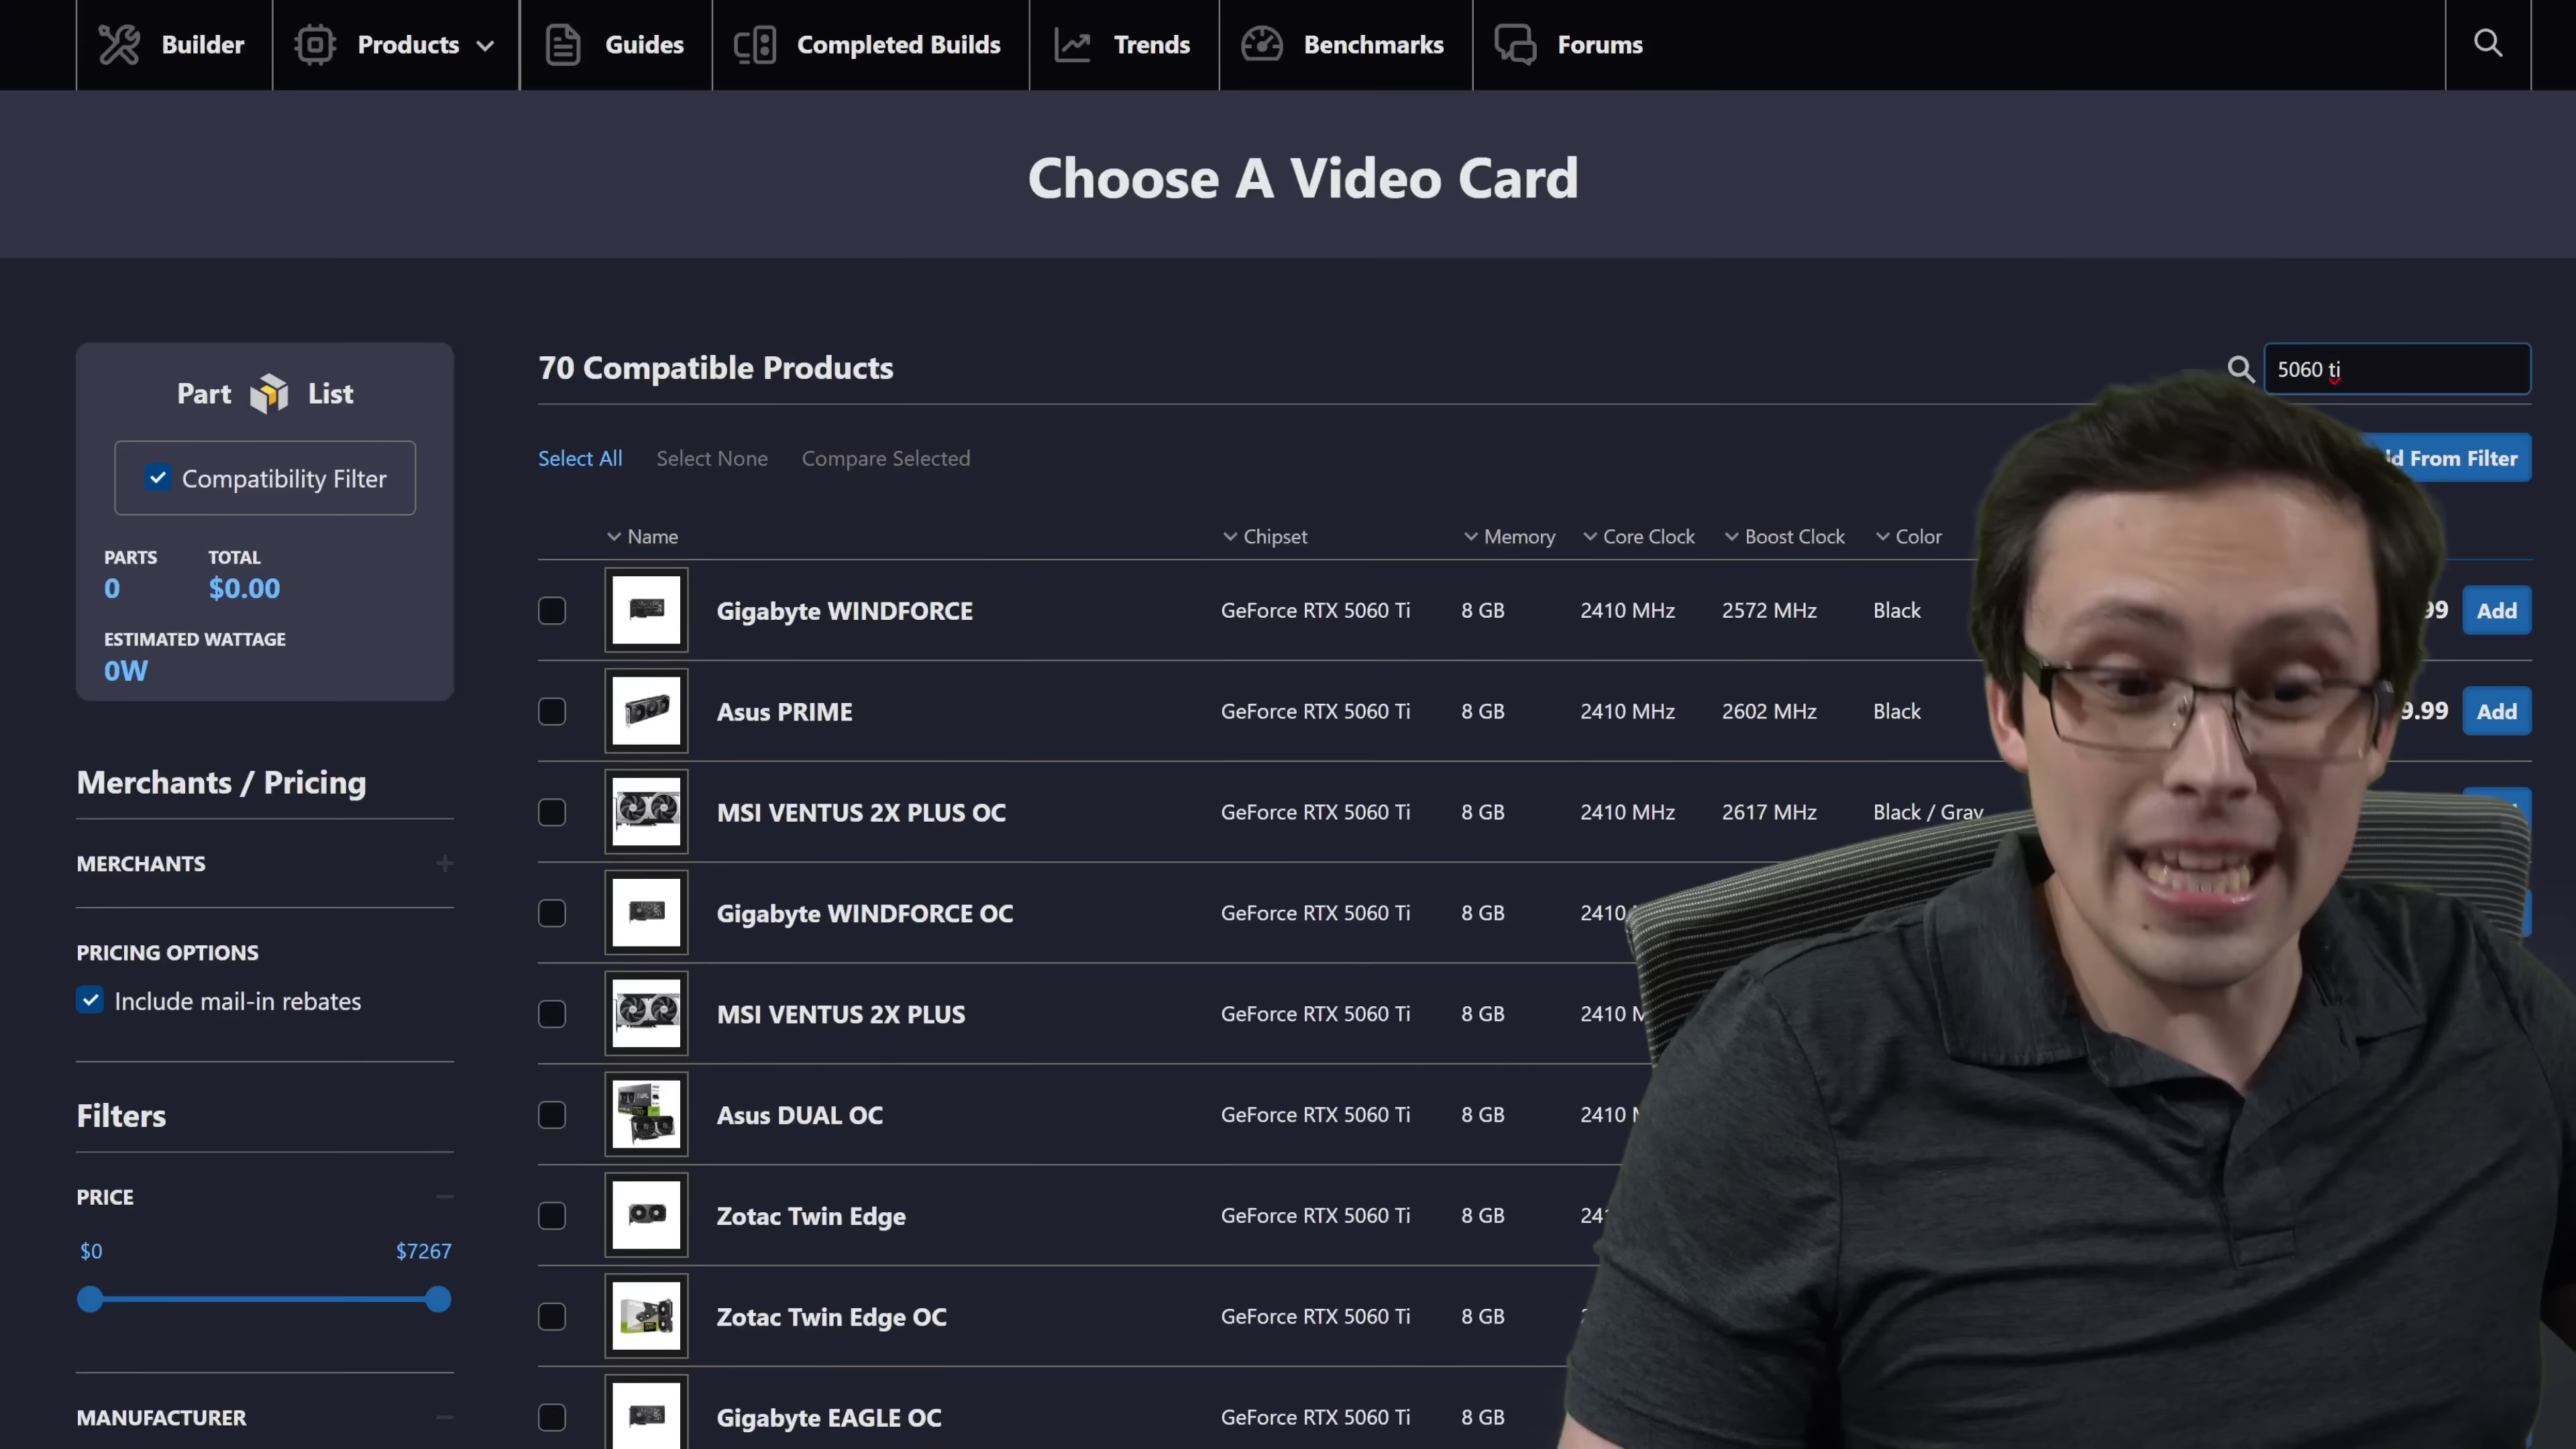 Builder Products Guides Completed Builds Trends Benchmarks Forums
Choose A Video Card
Part List
Compatibility Filter
PARTS TOTAL
0 $0.00
ESTIMATED WATTAGE
0W
Merchants / Pricing
MERCHANTS
PRICING OPTIONS
Include mail-in rebates
Filters
PRICE
$0 $7267
MANUFACTURER
70 Compatible Products 5060 ti
Select All Select None Compare Selected From Filter
Name Chipset Memory Core Clock Boost Clock Color
Gigabyte WINDFORCE GeForce RTX 5060 Ti 8 GB 2410 MHz 2572 MHz Black 99 Add
Asus PRIME GeForce RTX 5060 Ti 8 GB 2410 MHz 2602 MHz Black 9.99 Add
MSI VENTUS 2X PLUS OC GeForce RTX 5060 Ti 8 GB 2410 MHz 2617 MHz Black / Gray
Gigabyte WINDFORCE OC GeForce RTX 5060 Ti 8 GB 2410
MSI VENTUS 2X PLUS GeForce RTX 5060 Ti 8 GB 2410
Asus DUAL OC GeForce RTX 5060 Ti 8 GB 2410
Zotac Twin Edge GeForce RTX 5060 Ti 8 GB
Zotac Twin Edge OC GeForce RTX 5060 Ti 8 GB
Gigabyte EAGLE OC GeForce RTX 5060 Ti 8 GB